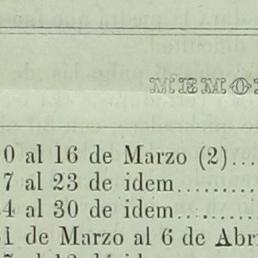 MEMO
0 al 16 de Marzo (2)...
7 al 23 de idem........
4 al 30 de idem........
1 de Marzo al 6 de Abr